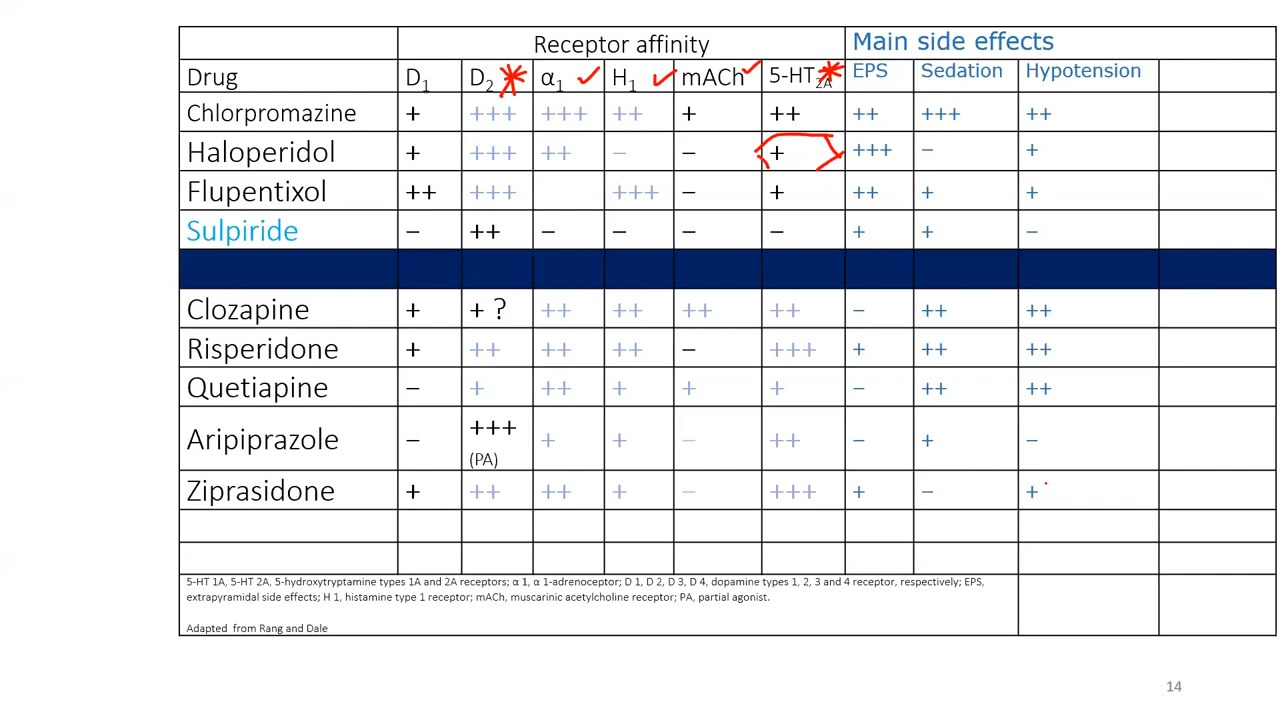 Receptor affinity Main side effects
Drug D1 D2 α1 H1 mACh 5-HT2A EPS Sedation Hypotension
Chlorpromazine + +++ +++ ++ + ++ ++ +++ ++
Haloperidol + +++ ++ – – + +++ – +
Flupentixol ++ +++ +++ – + ++ + +
Sulpiride – ++ – – – – + + –
Clozapine + + ? ++ ++ ++ ++ – ++ ++
Risperidone + ++ ++ ++ – +++ + ++ ++
Quetiapine – + ++ + + + – ++ ++
Aripiprazole – +++ (PA) + + – ++ – + –
Ziprasidone + ++ ++ + – +++ + – +
5-HT 1A, 5-HT 2A, 5-hydroxytryptamine types 1A and 2A receptors; α 1, α 1-adrenoceptor; D 1, D 2, D 3, D 4, dopamine types 1, 2, 3 and 4 receptor, respectively; EPS,
extrapyramidal side effects; H 1, histamine type 1 receptor; mACh, muscarinic acetylcholine receptor; PA, partial agonist.
Adapted from Rang and Dale
14